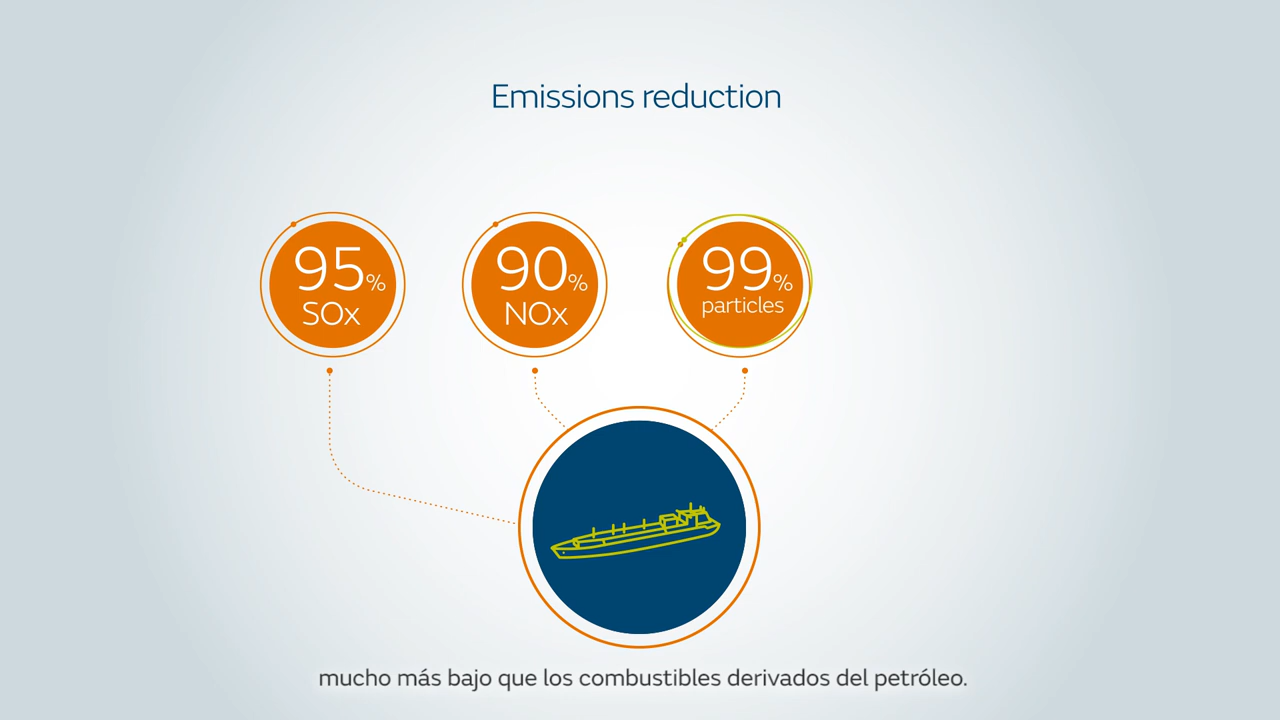 Emissions reduction
95%
SOx
90%
NOx
99%
particles
mucho más bajo que los combustibles derivados del petróleo.